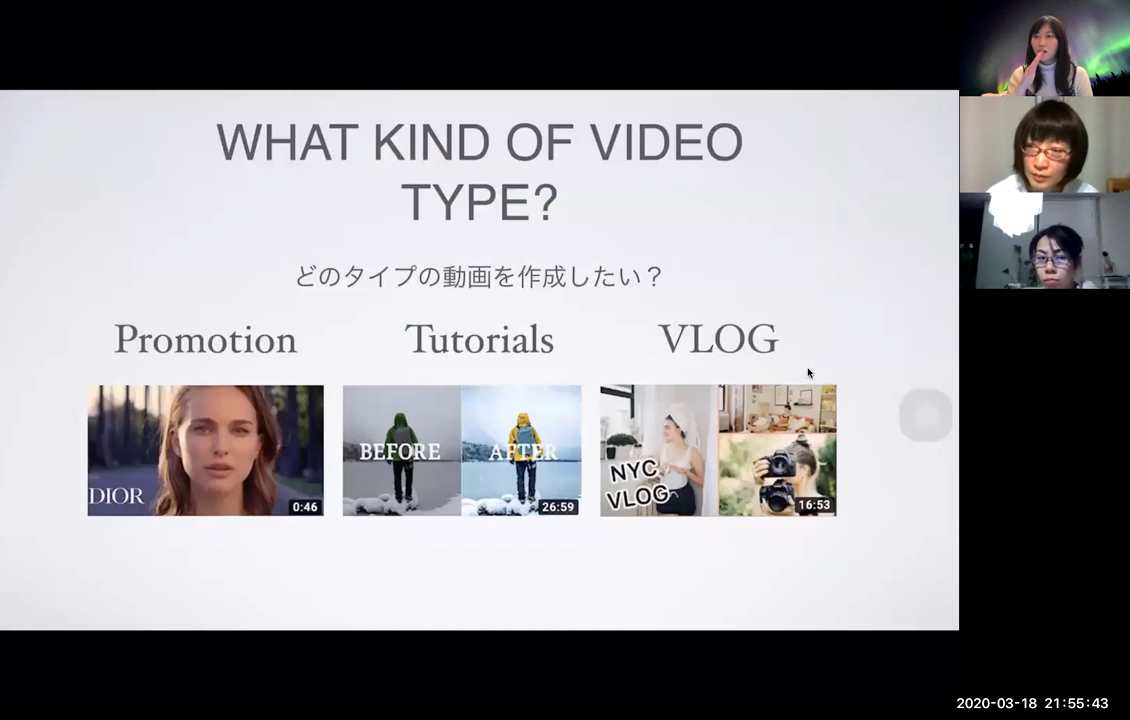 WHAT KIND OF VIDEO
TYPE?
どのタイプの動画を作成したい？
Promotion
Tutorials
VLOG
DIOR
0:46
BEFORE
AFTER
26:59
NYC
VLOG
16:53
2020-03-18 21:55:43